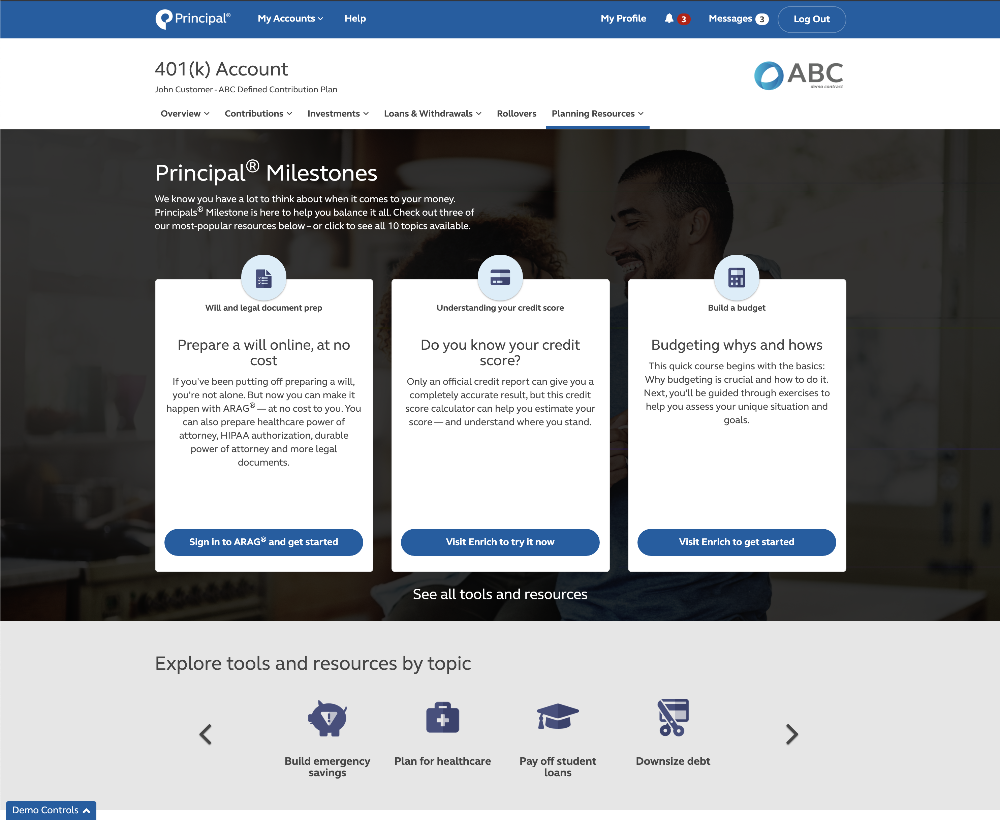 Principal®
My Accounts
Help
My Profile
3
Messages 3
Log Out
401(k) Account
John Customer - ABC Defined Contribution Plan
ABC
demo contract
Overview
Contributions
Investments
Loans & Withdrawals
Rollovers
Planning Resources
Principal® Milestones
We know you have a lot to think about when it comes to your money.
Principals® Milestone is here to help you balance it all. Check out three of
our most-popular resources below – or click to see all 10 topics available.
Will and legal document prep
Prepare a will online, at no
cost
If you've been putting off preparing a will,
you're not alone. But now you can make it
happen with ARAG® — at no cost to you. You
can also prepare healthcare power of
attorney, HIPAA authorization, durable
power of attorney and more legal
documents.
Sign in to ARAG® and get started
Understanding your credit score
Do you know your credit
score?
Only an official credit report can give you a
completely accurate result, but this credit
score calculator can help you estimate your
score — and understand where you stand.
Visit Enrich to try it now
Build a budget
Budgeting whys and hows
This quick course begins with the basics:
Why budgeting is crucial and how to do it.
Next, you'll be guided through exercises to
help you assess your unique situation and
goals.
Visit Enrich to get started
See all tools and resources
Explore tools and resources by topic
Build emergency
savings
Plan for healthcare
Pay off student
loans
Downsize debt
Demo Controls